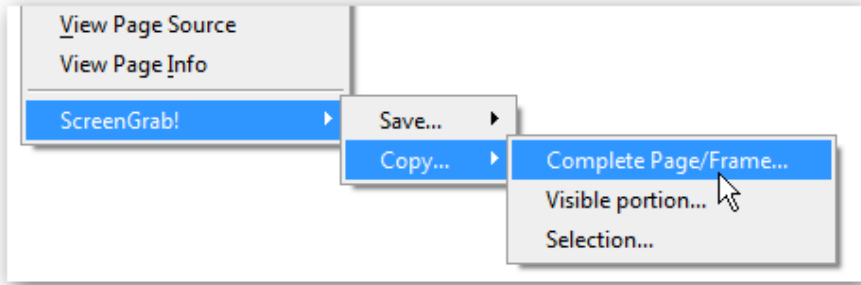 View Page Source
View Page Info
ScreenGrab!
Save...
Copy...
Complete Page/Frame...
Visible portion...
Selection...